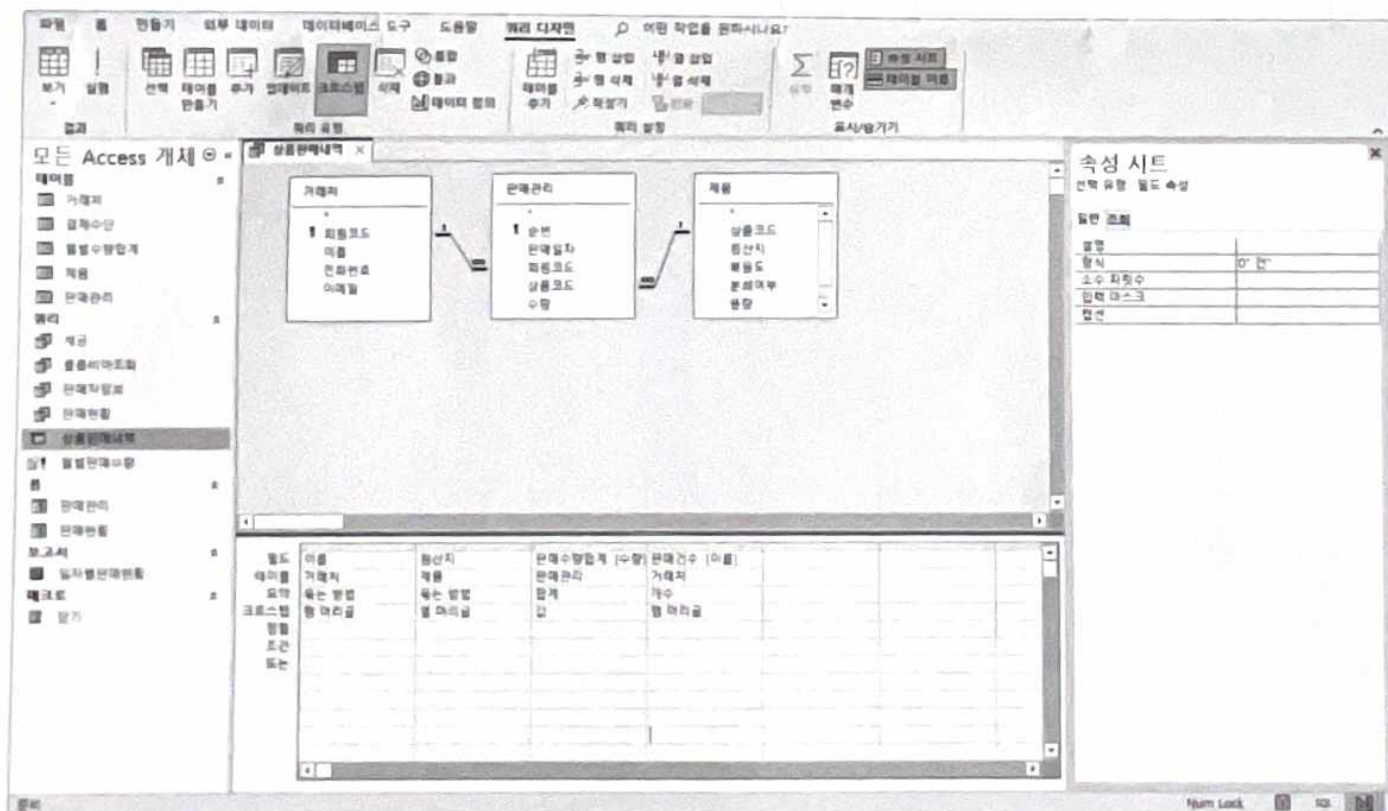 파일 홈 만들기 외부 데이터 데이터베이스 도구 도움말 쿼리 디자인 어떤 작업을 원하시나요?
보기 실행 선택 테이블 만들기 추가 업데이트 크로스탭 삭제 통합 통과 데이터 정의
테이블 추가 행 삽입 행 삭제 작성기 열 삽입 열 삭제 반환
요약 매개 변수 속성 시트 테이블 이름
결과 쿼리 유형 쿼리 설정 표시/숨기기
모든 Access 개체
테이블
거래처
결제수단
월별수량합계
제품
판매관리
쿼리
세금
판매자정보
판매현황
상품판매내역
월별판매수량
폼
판매관리
판매현황
보고서
일자별판매현황
매크로
닫기
상품판매내역
거래처
*
회원코드
이름
전화번호
이메일
1 ∞
판매관리
*
순번
판매일자
회원코드
상품코드
수량
1 ∞
제품
*
상품코드
원산지
볶음도
분쇄여부
용량
필드 이름 원산지 판매수량합계: [수량] 판매건수: [이름]
테이블 거래처 제품 판매관리 거래처
요약 묶는 방법 묶는 방법 합계 개수
크로스탭 행 머리글 열 머리글 값 행 머리글
정렬
조건
또는
속성 시트
선택 유형: 필드 속성
일반 조회
설명
형식 0" 건"
소수 자릿수
입력 마스크
캡션
준비 Num Lock SQL